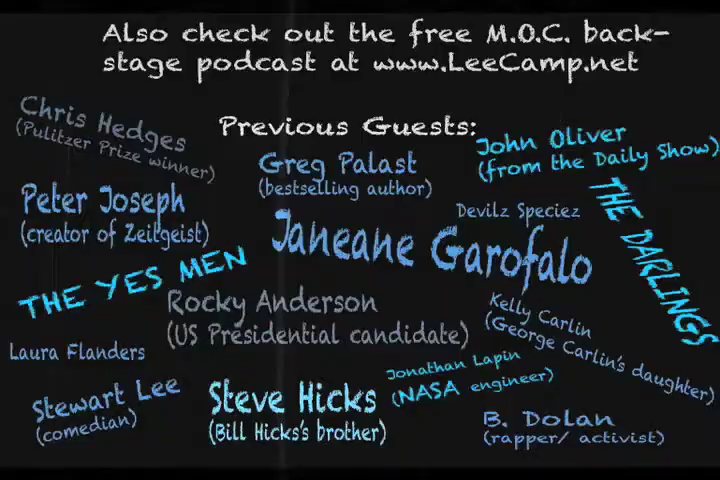 Also check out the free M.O.C. back-
stage podcast at www.LeeCamp.net
Previous Guests:
Chris Hedges
(Pulitzer Prize winner)
Greg Palast
(bestselling author)
John Oliver
(from the Daily Show)
Peter Joseph
(creator of Zeitgeist)
Devilz Speciez
Janeane Garofalo
THE DARLINGS
THE YES MEN
Rocky Anderson
(US Presidential candidate)
Kelly Carlin
(George Carlin's daughter)
Laura Flanders
Jonathan Lapin
(NASA engineer)
Stewart Lee
(comedian)
Steve Hicks
(Bill Hicks's brother)
B. Dolan
(rapper/ activist)